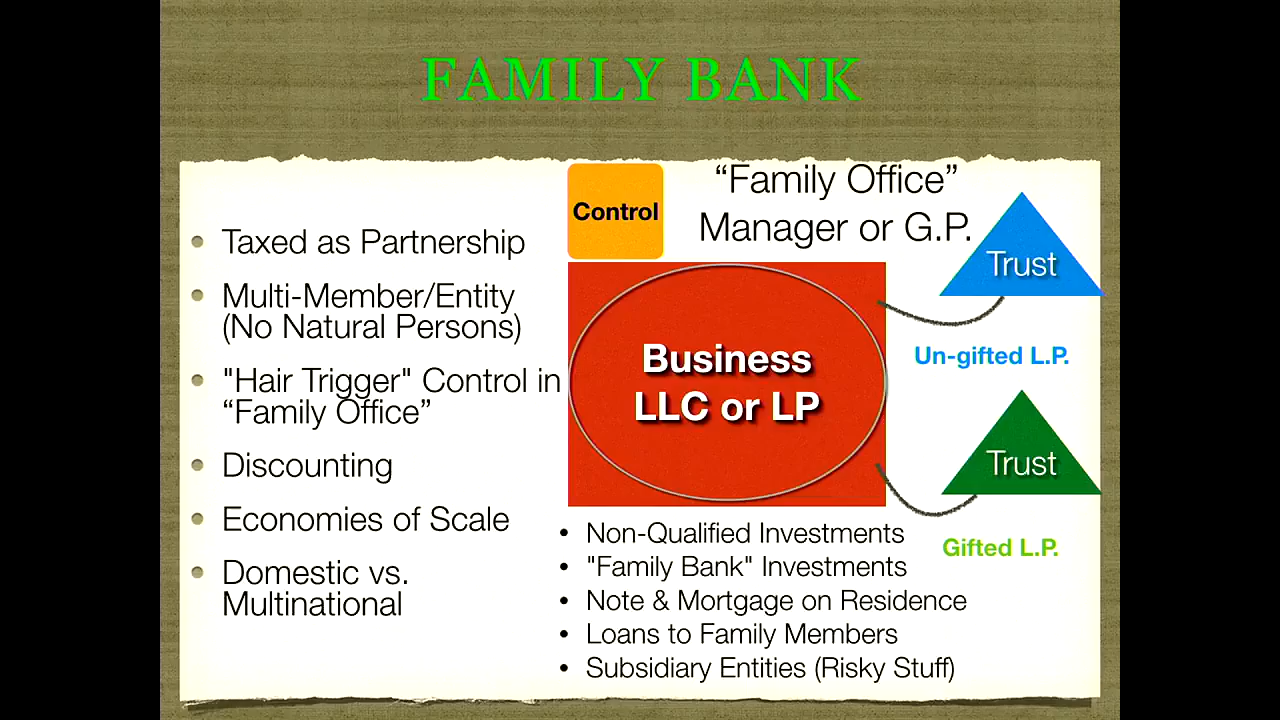 FAMILY BANK
Taxed as Partnership
Multi-Member/Entity
(No Natural Persons)
"Hair Trigger" Control in
“Family Office”
Discounting
Economies of Scale
Domestic vs.
Multinational
Control
“Family Office”
Manager or G.P.
Trust
Un-gifted L.P.
Business
LLC or LP
Trust
Gifted L.P.
Non-Qualified Investments
"Family Bank" Investments
Note & Mortgage on Residence
Loans to Family Members
Subsidiary Entities (Risky Stuff)